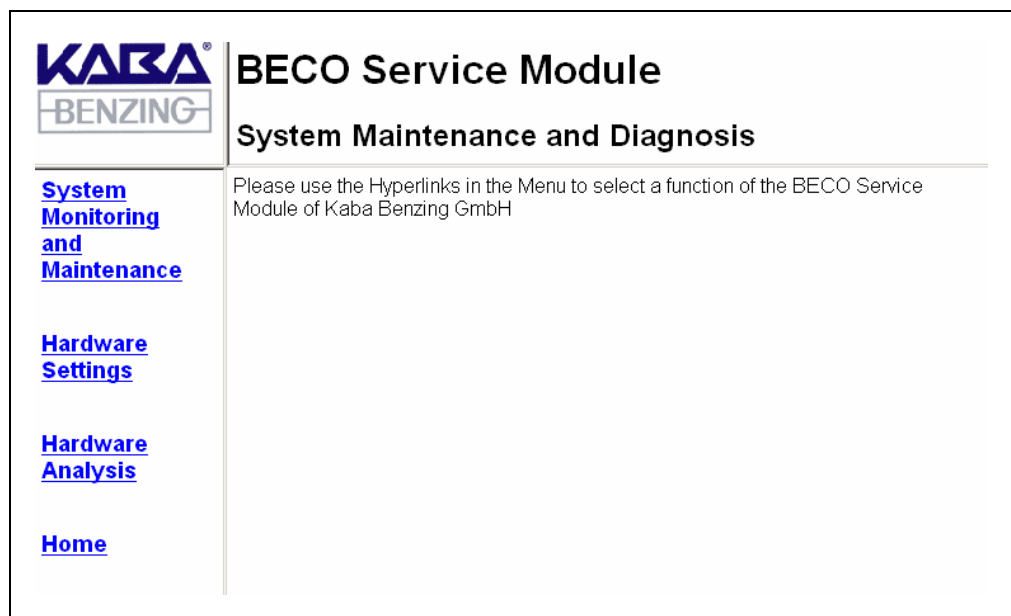 KABA®
BENZING
BECO Service Module
System Maintenance and Diagnosis
System
Monitoring
and
Maintenance
Hardware
Settings
Hardware
Analysis
Home
Please use the Hyperlinks in the Menu to select a function of the BECO Service
Module of Kaba Benzing GmbH